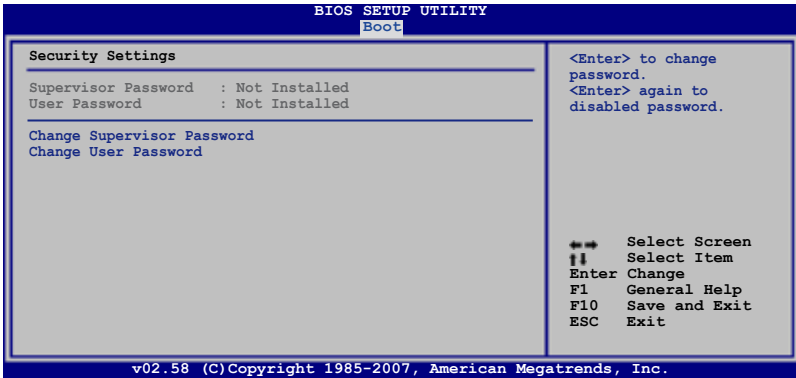 BIOS SETUP UTILITY
Boot
Security Settings
Supervisor Password : Not Installed
User Password : Not Installed
Change Supervisor Password
Change User Password
<Enter> to change
password.
<Enter> again to
disabled password.
←→ Select Screen
↑↓ Select Item
Enter Change
F1 General Help
F10 Save and Exit
ESC Exit
v02.58 (C)Copyright 1985-2007, American Megatrends, Inc.